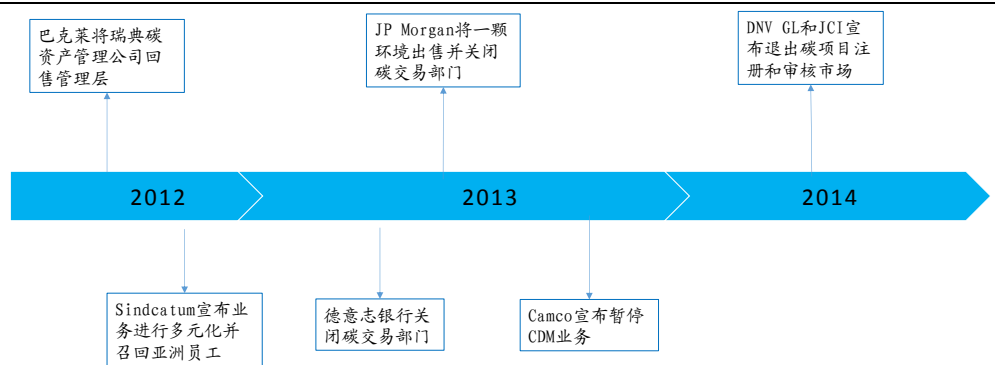 巴克莱将瑞典碳
资产管理公司回
售管理层
JP Morgan将一颗
环境出售并关闭
碳交易部门
DNV GL和JCI宣
布退出碳项目注
册和审核市场
2012
2013
2014
Sindcatum宣布业
务进行多元化并
召回亚洲员工
德意志银行关
闭碳交易部门
Camco宣布暂停
CDM业务